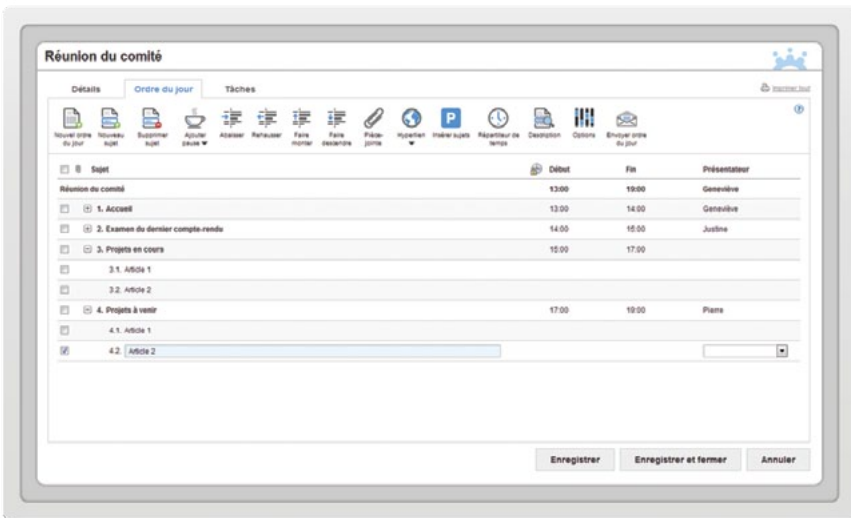 Réunion du comité
Détails Ordre du jour Tâches Imprimer tout
Nouvel ordre du jour Nouveau sujet Supprimer sujet Ajouter pause Abaisser Rehausser Faire monter Faire descendre Pièce-jointe Hyperlien Insérer sujets Répartiteur de temps Description Options Envoyer ordre du jour
Sujet Début Fin Présentateur
Réunion du comité 13:00 19:00 Geneviève
1. Accueil 13:00 14:00 Geneviève
2. Examen du dernier compte-rendu 14:00 15:00 Justine
3. Projets en cours 15:00 17:00
3.1. Article 1
3.2. Article 2
4. Projets à venir 17:00 19:00 Pierre
4.1. Article 1
4.2. Article 2
Enregistrer Enregistrer et fermer Annuler